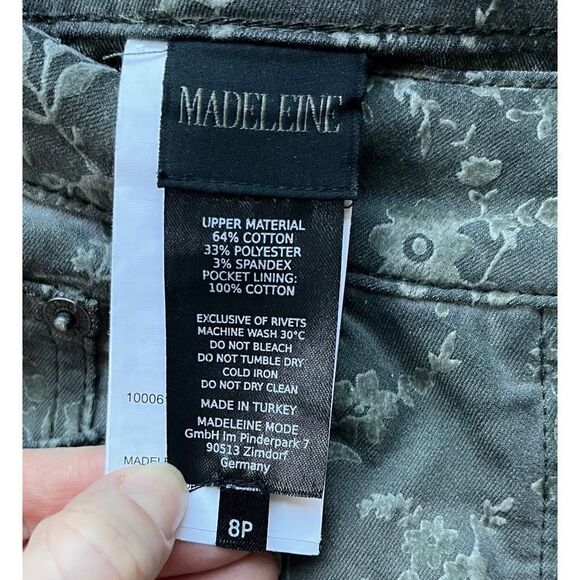 MADELEINE
UPPER MATERIAL
64% COTTON
33% POLYESTER
3% SPANDEX
POCKET LINING:
100% COTTON
EXCLUSIVE OF RIVETS
MACHINE WASH 30°C
DO NOT BLEACH
DO NOT TUMBLE DRY
COLD IRON
DO NOT DRY CLEAN
MADE IN TURKEY
MADELEINE MODE
GmbH Im Pinderpark 7
90513 Zirndorf
Germany
10006
MADELE
8P